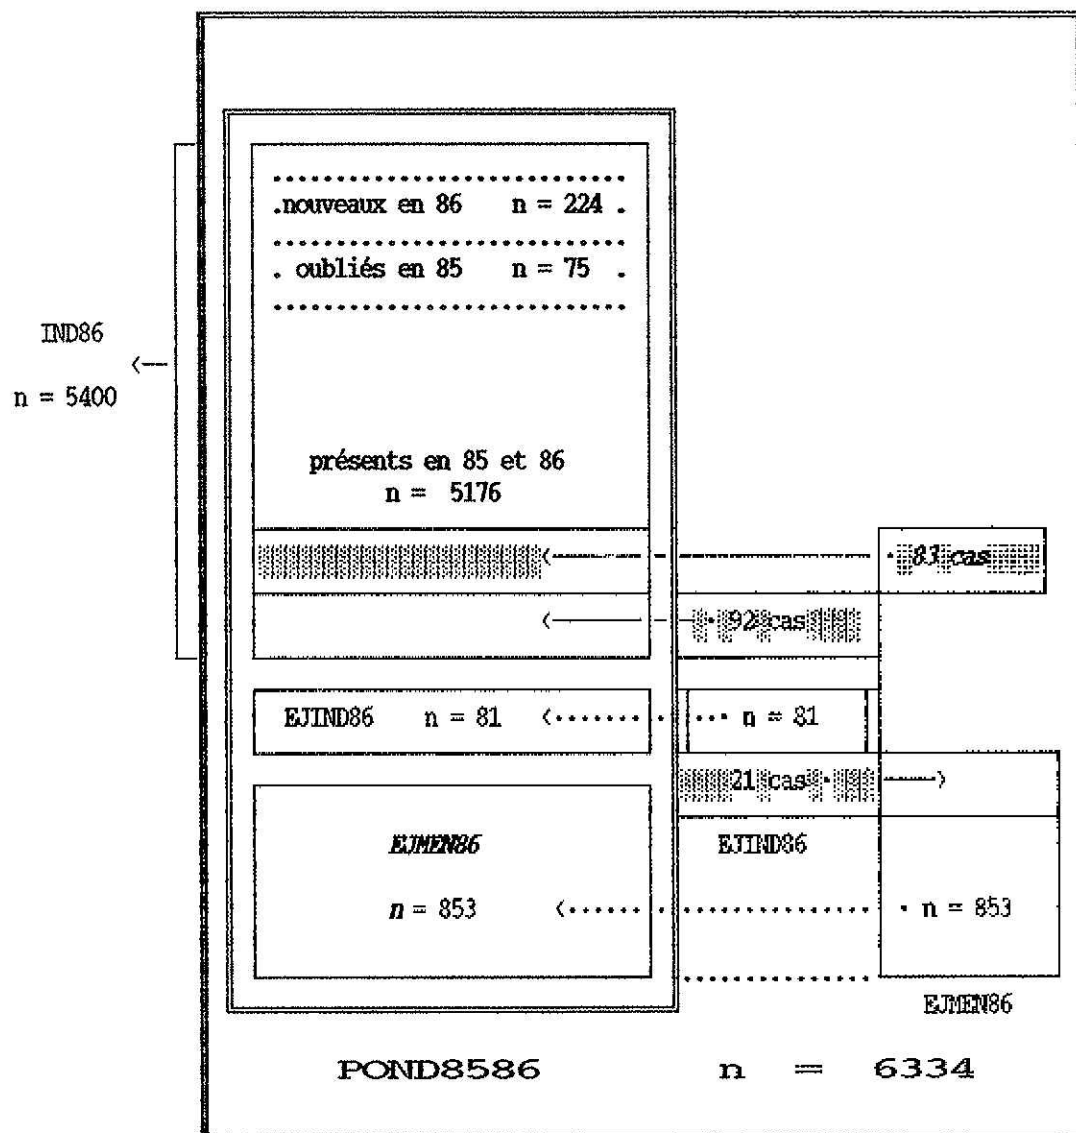 .nouveaux en 86 n = 224 .
. oubliés en 85 n = 75 .
IND86
n = 5400
présents en 85 et 86
n = 5176
83 cas
92 cas
EJIND86 n = 81
n = 81
21 cas
EJMEN86
EJIND86
n = 853
n = 853
EJMEN86
POND8586 n = 6334